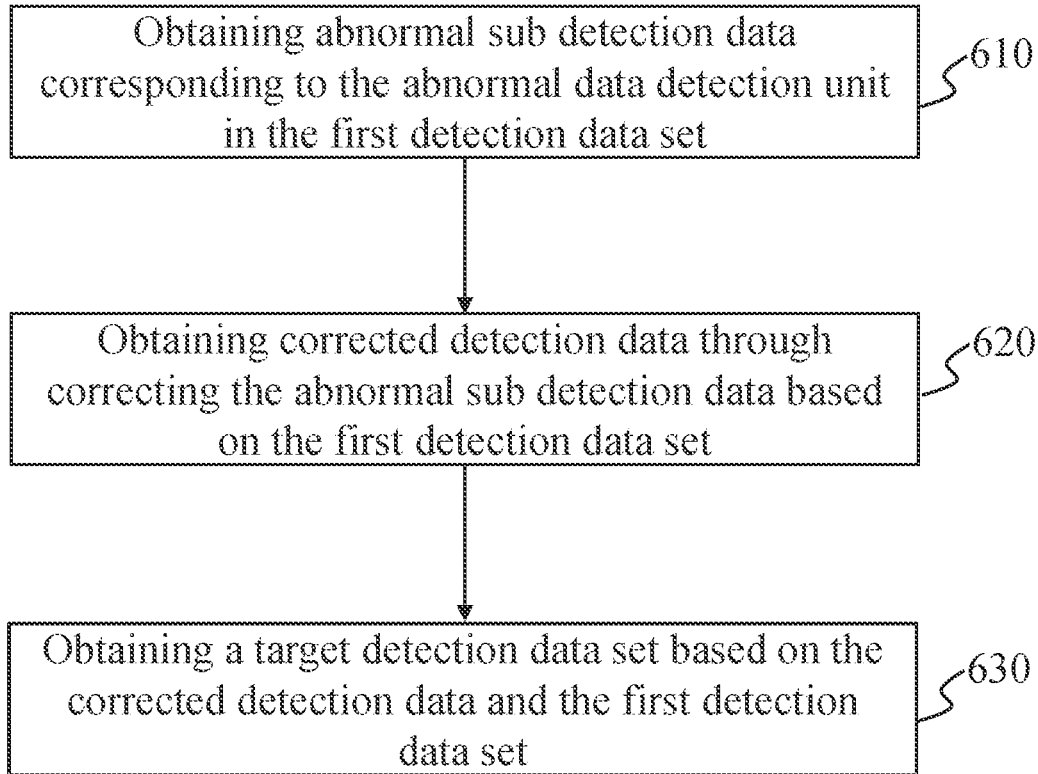 Obtaining abnormal sub detection data
corresponding to the abnormal data detection unit
in the first detection data set
610
Obtaining corrected detection data through
correcting the abnormal sub detection data based
on the first detection data set
620
Obtaining a target detection data set based on the
corrected detection data and the first detection
data set
630